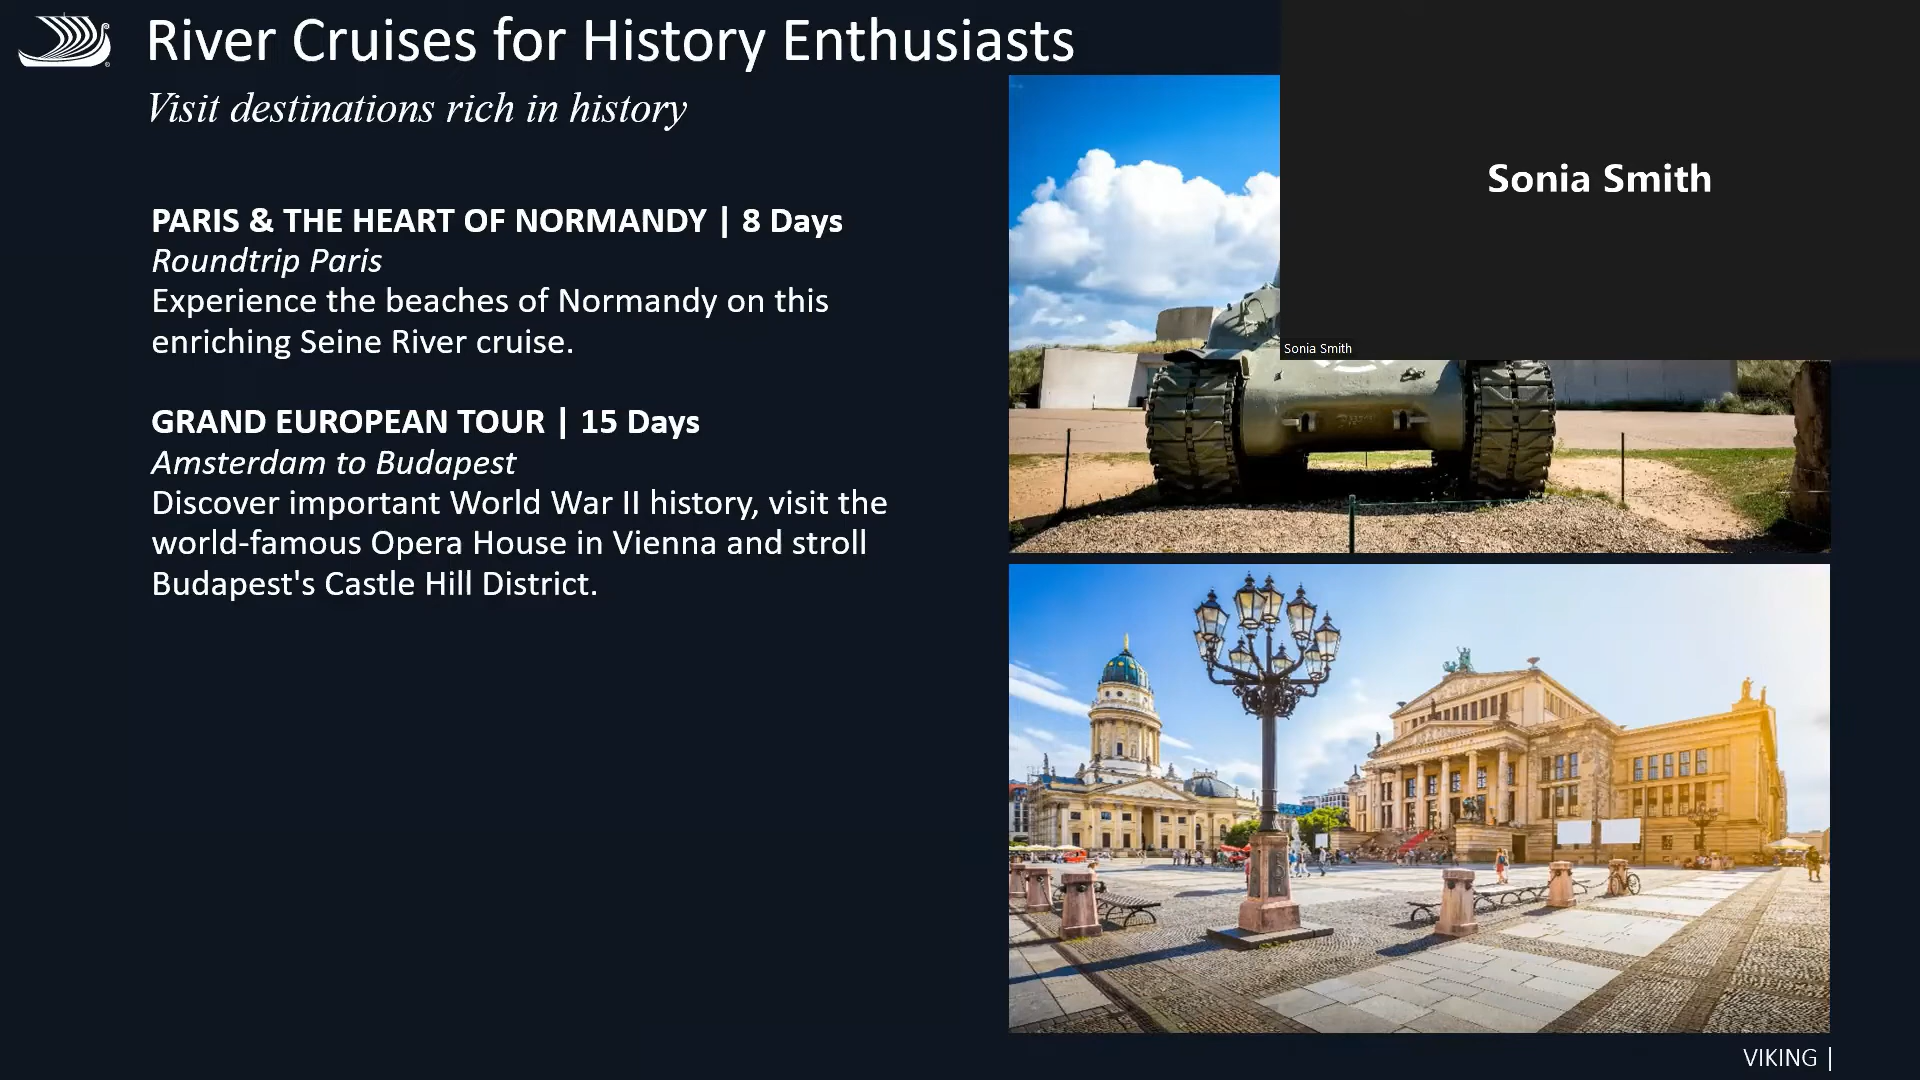 River Cruises for History Enthusiasts
Visit destinations rich in history
PARIS & THE HEART OF NORMANDY | 8 Days
Roundtrip Paris
Experience the beaches of Normandy on this
enriching Seine River cruise.
GRAND EUROPEAN TOUR | 15 Days
Amsterdam to Budapest
Discover important World War II history, visit the
world-famous Opera House in Vienna and stroll
Budapest's Castle Hill District.
Sonia Smith
Sonia Smith
VIKING |